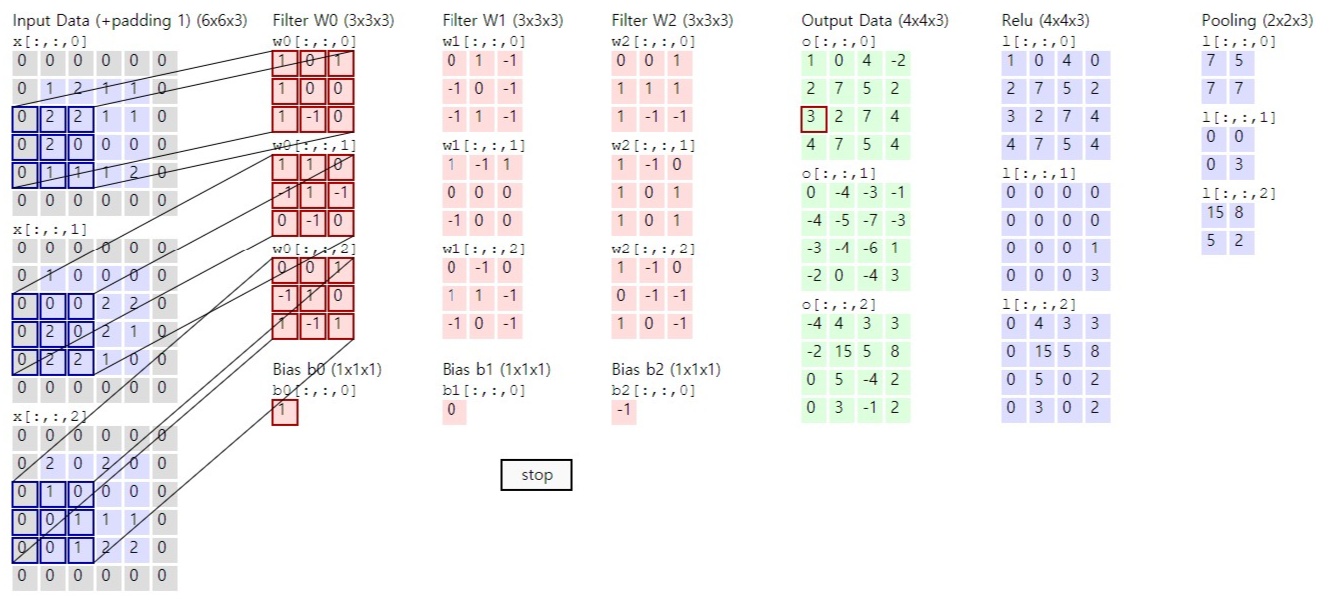 Input Data (+padding 1) (6x6x3)
x[:,:,0]
0 0 0 0 0 0
0 1 2 1 1 0
0 2 2 1 1 0
0 2 0 0 0 0
0 1 1 1 2 0
0 0 0 0 0 0
x[:,:,1]
0 0 0 0 0 0
0 1 0 0 0 0
0 0 0 2 2 0
0 2 0 2 1 0
0 2 2 1 0 0
0 0 0 0 0 0
x[:,:,2]
0 0 0 0 0 0
0 2 0 2 0 0
0 1 0 0 0 0
0 0 1 1 1 0
0 0 1 2 2 0
0 0 0 0 0 0
Filter W0 (3x3x3)
w0[:,:,0]
1 0 1
1 0 0
1 -1 0
w0[:,:,1]
1 1 0
-1 1 -1
0 -1 0
w0[:,:,2]
0 0 1
-1 1 0
1 -1 1
Bias b0 (1x1x1)
b0[:,:,0]
1
Filter W1 (3x3x3)
w1[:,:,0]
0 1 -1
-1 0 -1
-1 1 -1
w1[:,:,1]
1 -1 1
0 0 0
-1 0 0
w1[:,:,2]
0 -1 0
1 1 -1
-1 0 -1
Bias b1 (1x1x1)
b1[:,:,0]
0
Filter W2 (3x3x3)
w2[:,:,0]
0 0 1
1 1 1
1 -1 -1
w2[:,:,1]
1 -1 0
1 0 1
1 0 1
w2[:,:,2]
1 -1 0
0 -1 -1
1 0 -1
Bias b2 (1x1x1)
b2[:,:,0]
-1
stop
Output Data (4x4x3)
o[:,:,0]
1 0 4 -2
2 7 5 2
3 2 7 4
4 7 5 4
o[:,:,1]
0 -4 -3 -1
-4 -5 -7 -3
-3 -4 -6 1
-2 0 -4 3
o[:,:,2]
-4 4 3 3
-2 15 5 8
0 5 -4 2
0 3 -1 2
Relu (4x4x3)
l[:,:,0]
1 0 4 0
2 7 5 2
3 2 7 4
4 7 5 4
l[:,:,1]
0 0 0 0
0 0 0 0
0 0 0 1
0 0 0 3
l[:,:,2]
0 4 3 3
0 15 5 8
0 5 0 2
0 3 0 2
Pooling (2x2x3)
l[:,:,0]
7 5
7 7
l[:,:,1]
0 0
0 3
l[:,:,2]
15 8
5 2